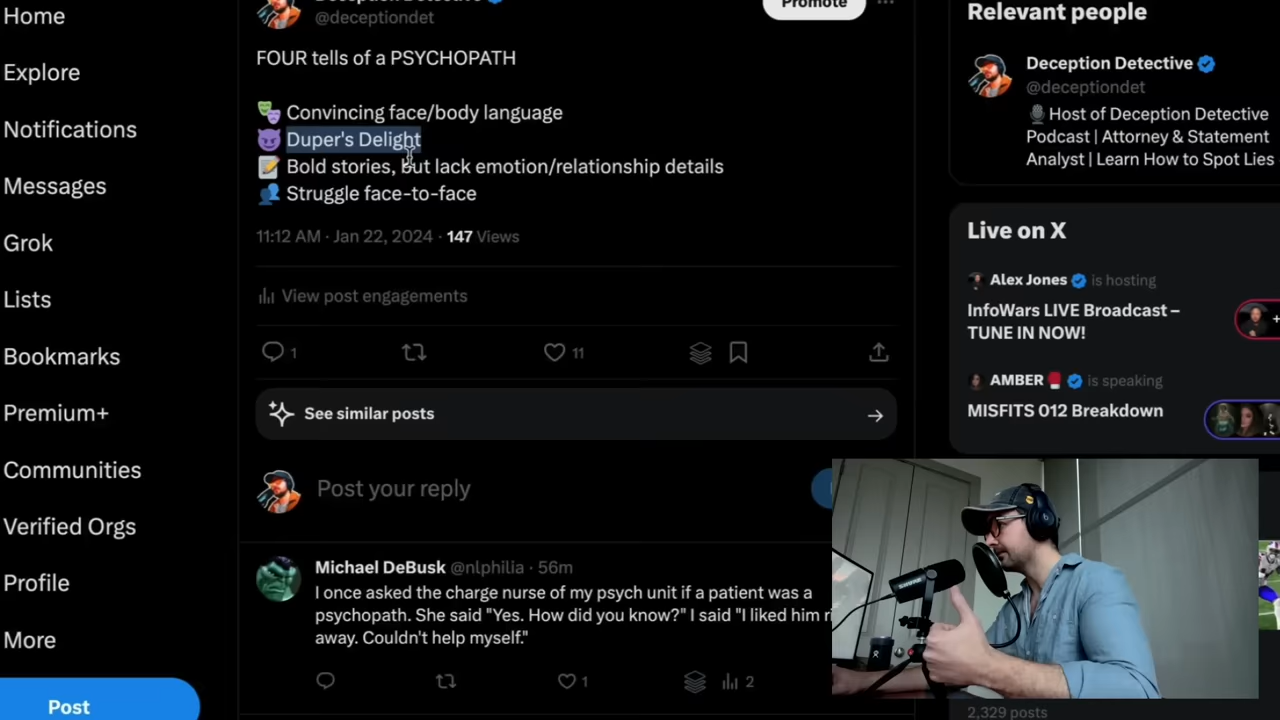 Home
Explore
Notifications
Messages
Grok
Lists
Bookmarks
Premium+
Communities
Verified Orgs
Profile
More
Post
@deceptiondet
Promote
FOUR tells of a PSYCHOPATH
Convincing face/body language
Duper's Delight
Bold stories, but lack emotion/relationship details
Struggle face-to-face
11:12 AM · Jan 22, 2024 · 147 Views
View post engagements
1
11
See similar posts
Post your reply
Michael DeBusk @nlphilia · 56m
I once asked the charge nurse of my psych unit if a patient was a
psychopath. She said "Yes. How did you know?" I said "I liked him
away. Couldn't help myself."
1
2
Relevant people
Deception Detective
@deceptiondet
Host of Deception Detective
Podcast | Attorney & Statement
Analyst | Learn How to Spot Lies
Live on X
Alex Jones is hosting
InfoWars LIVE Broadcast –
TUNE IN NOW!
AMBER is speaking
MISFITS 012 Breakdown
SHURE
2,329 posts